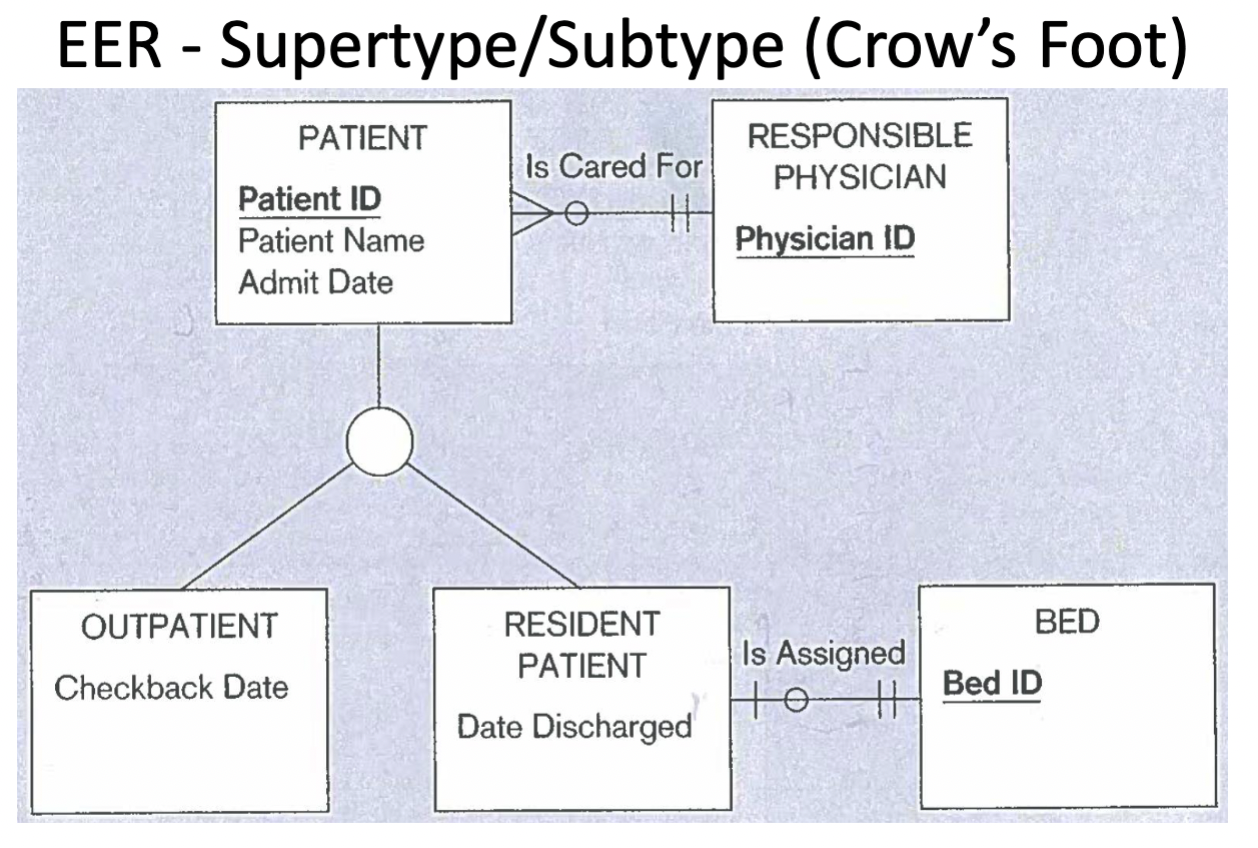 EER - Supertype/Subtype (Crow's Foot)
PATIENT
Patient ID
Patient Name
Admit Date
Is Cared For
RESPONSIBLE
PHYSICIAN
Physician ID
OUTPATIENT
Checkback Date
RESIDENT
PATIENT
Date Discharged
Is Assigned
BED
Bed ID